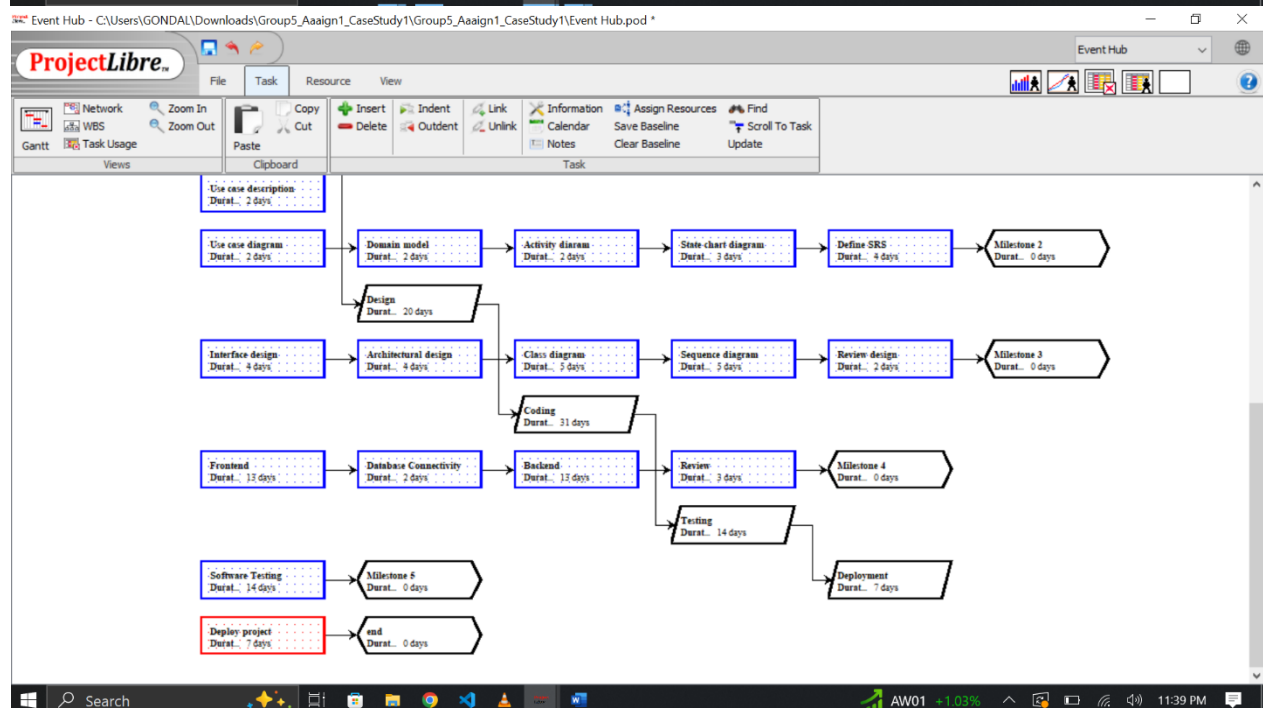 Event Hub - C:\Users\GONDAL\Downloads\Group5_Aaaign1_CaseStudy1\Group5_Aaaign1_CaseStudy1\Event Hub.pod *
ProjectLibre
Event Hub
File Task Resource View
Gantt
Network
WBS
Task Usage
Zoom In
Zoom Out
Views
Paste
Copy
Cut
Clipboard
Insert
Delete
Indent
Outdent
Link
Unlink
Information
Calendar
Notes
Assign Resources
Save Baseline
Clear Baseline
Find
Scroll To Task
Update
Task
Use case description
Durat... 2 days
Use case diagram
Durat... 2 days
Domain model
Durat... 2 days
Activity diaram
Durat... 2 days
State chart diagram
Durat... 3 days
Define SRS
Durat... 4 days
Milestone 2
Durat... 0 days
Design
Durat... 20 days
Interface design
Durat... 4 days
Architectural design
Durat... 4 days
Class diagram
Durat... 5 days
Sequence diagram
Durat... 5 days
Review design
Durat... 2 days
Milestone 3
Durat... 0 days
Coding
Durat... 31 days
Frontend
Durat... 13 days
Database Connectivity
Durat... 2 days
Backend
Durat... 13 days
Review
Durat... 3 days
Milestone 4
Durat... 0 days
Testing
Durat... 14 days
Software Testing
Durat... 14 days
Milestone 5
Durat... 0 days
Deployment
Durat... 7 days
Deploy project
Durat... 7 days
end
Durat... 0 days
Search
AW01 +1.03%
11:39 PM